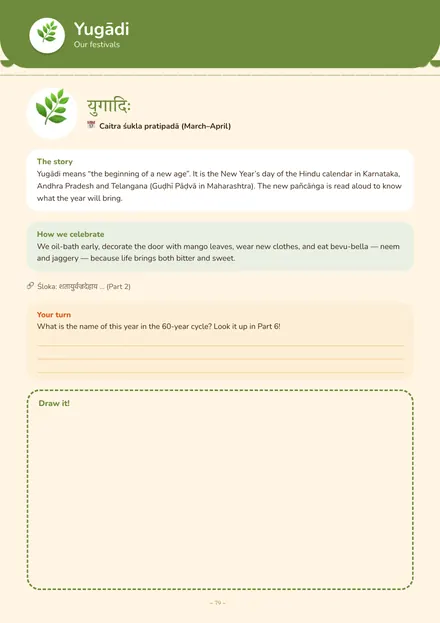 Yugādi
Our festivals
युगादिः
Caitra śukla pratipadā (March–April)
The story
Yugādi means “the beginning of a new age”. It is the New Year’s day of the Hindu calendar in Karnataka,
Andhra Pradesh and Telangana (Guḍhī Pāḍvā in Maharashtra). The new pañcāṅga is read aloud to know
what the year will bring.
How we celebrate
We oil-bath early, decorate the door with mango leaves, wear new clothes, and eat bevu-bella — neem
and jaggery — because life brings both bitter and sweet.
Śloka: शतायुर्वज्रदेहाय … (Part 2)
Your turn
What is the name of this year in the 60-year cycle? Look it up in Part 6!
Draw it!